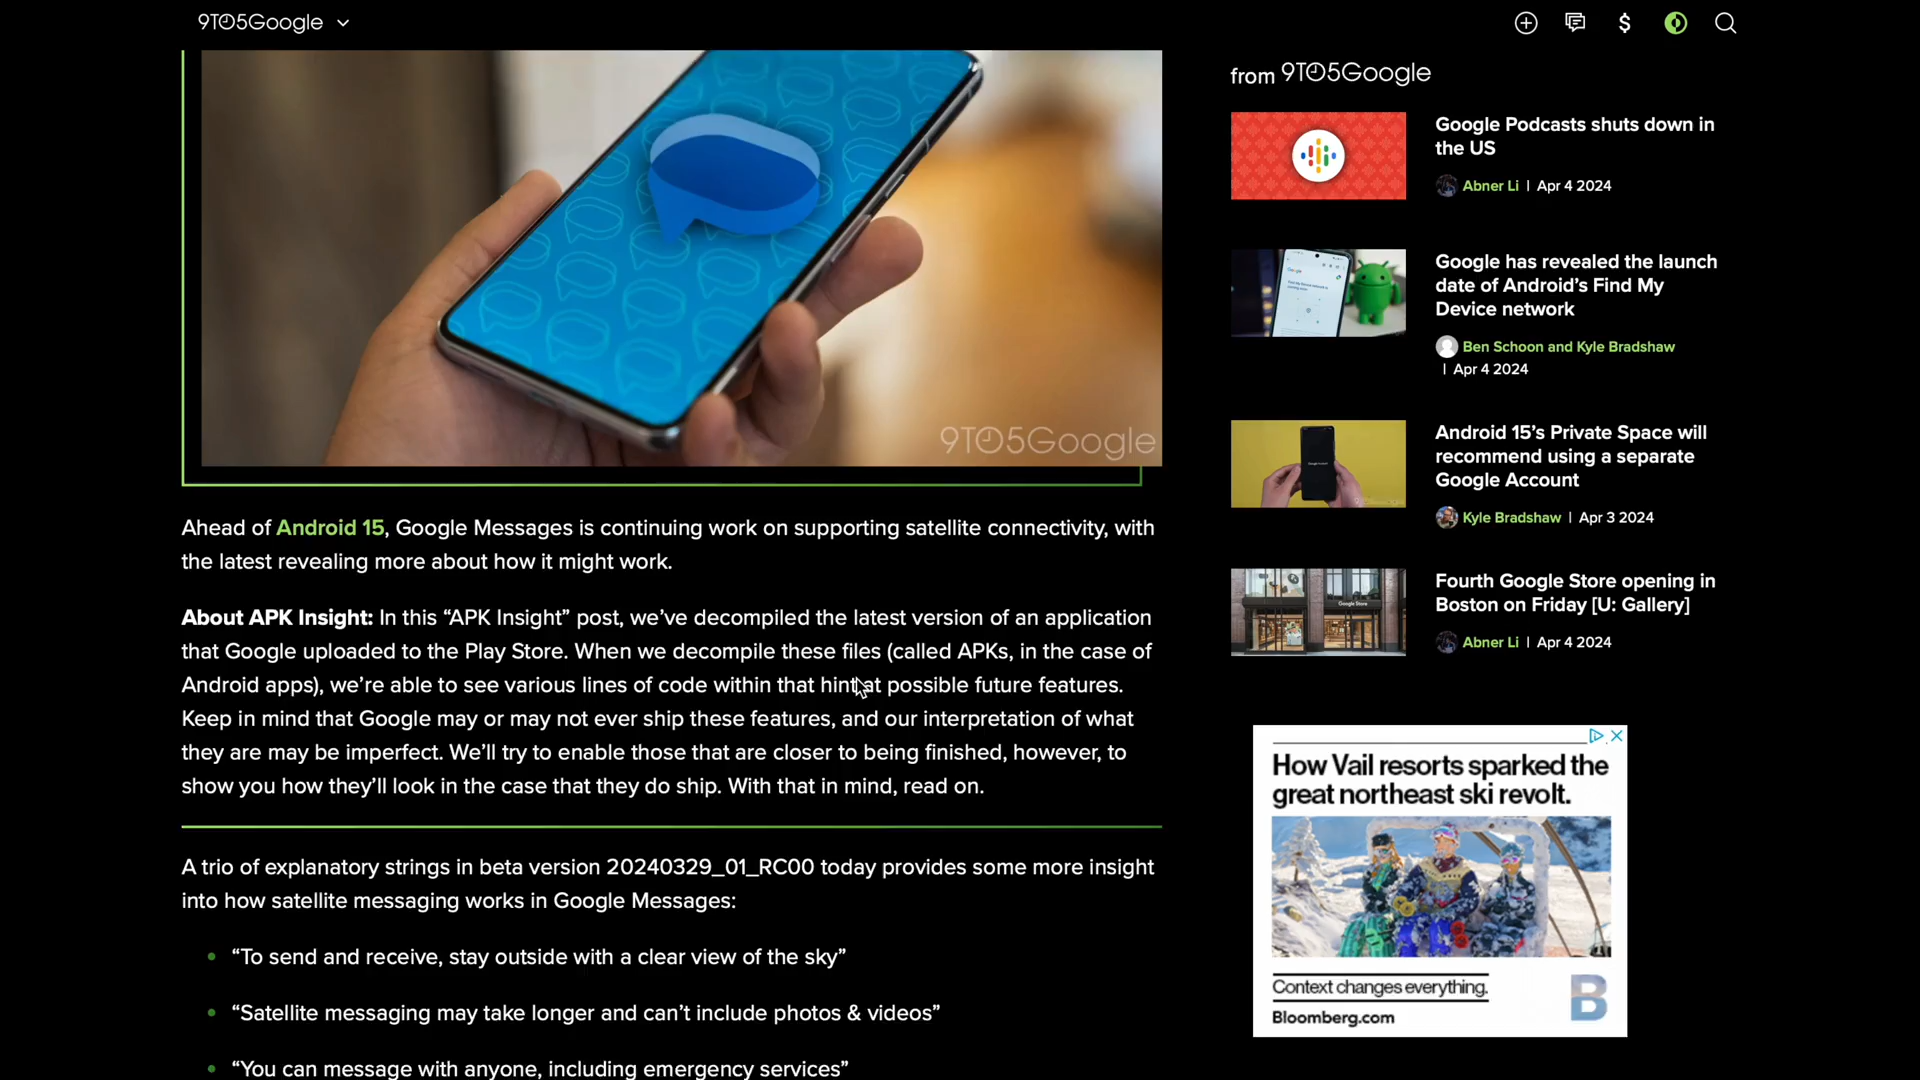 9TO5Google
9TO5Google
Ahead of Android 15, Google Messages is continuing work on supporting satellite connectivity, with
the latest revealing more about how it might work.
About APK Insight: In this “APK Insight” post, we’ve decompiled the latest version of an application
that Google uploaded to the Play Store. When we decompile these files (called APKs, in the case of
Android apps), we’re able to see various lines of code within that hint at possible future features.
Keep in mind that Google may or may not ever ship these features, and our interpretation of what
they are may be imperfect. We’ll try to enable those that are closer to being finished, however, to
show you how they’ll look in the case that they do ship. With that in mind, read on.
A trio of explanatory strings in beta version 20240329_01_RC00 today provides some more insight
into how satellite messaging works in Google Messages:
“To send and receive, stay outside with a clear view of the sky”
“Satellite messaging may take longer and can’t include photos & videos”
“You can message with anyone, including emergency services”
from 9TO5Google
Google Podcasts shuts down in
the US
Abner Li | Apr 4 2024
Google has revealed the launch
date of Android’s Find My
Device network
Ben Schoon and Kyle Bradshaw
| Apr 4 2024
Android 15’s Private Space will
recommend using a separate
Google Account
Kyle Bradshaw | Apr 3 2024
Google Store
Fourth Google Store opening in
Boston on Friday [U: Gallery]
Abner Li | Apr 4 2024
How Vail resorts sparked the
great northeast ski revolt.
Context changes everything.
Bloomberg.com
B